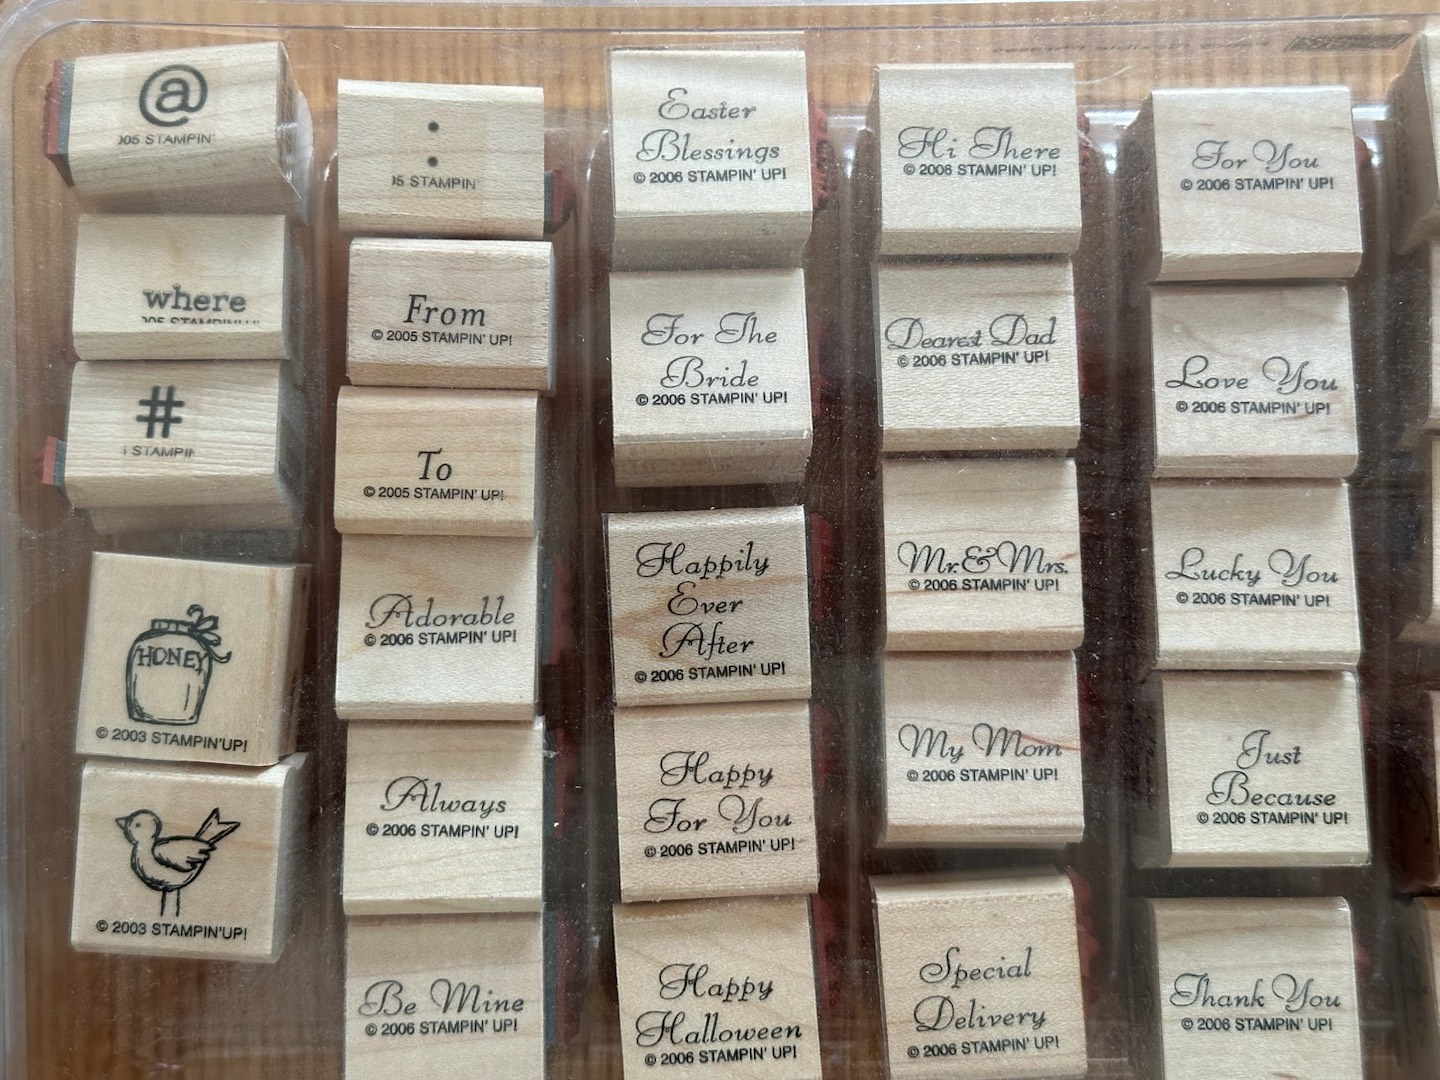 @
005 STAMPIN'
where
#
STAMPIN
HONEY
© 2003 STAMPIN'UP!
© 2003 STAMPIN'UP!
:
STAMPIN'
From
© 2005 STAMPIN' UP!
To
© 2005 STAMPIN' UP!
Adorable
© 2006 STAMPIN' UP!
Always
© 2006 STAMPIN' UP!
Be Mine
© 2006 STAMPIN' UP!
Easter
Blessings
© 2006 STAMPIN' UP!
For The
Bride
© 2006 STAMPIN' UP!
Happily
Ever
After
© 2006 STAMPIN' UP!
Happy
For You
© 2006 STAMPIN' UP!
Happy
Halloween
© 2006 STAMPIN' UP!
Hi There
© 2006 STAMPIN' UP!
Dearest Dad
© 2006 STAMPIN' UP!
Mr.&Mrs.
© 2006 STAMPIN' UP!
My Mom
© 2006 STAMPIN' UP!
Special
Delivery
© 2006 STAMPIN' UP!
For You
© 2006 STAMPIN' UP!
Love You
© 2006 STAMPIN' UP!
Lucky You
© 2006 STAMPIN' UP!
Just
Because
© 2006 STAMPIN' UP!
Thank You
© 2006 STAMPIN' UP!